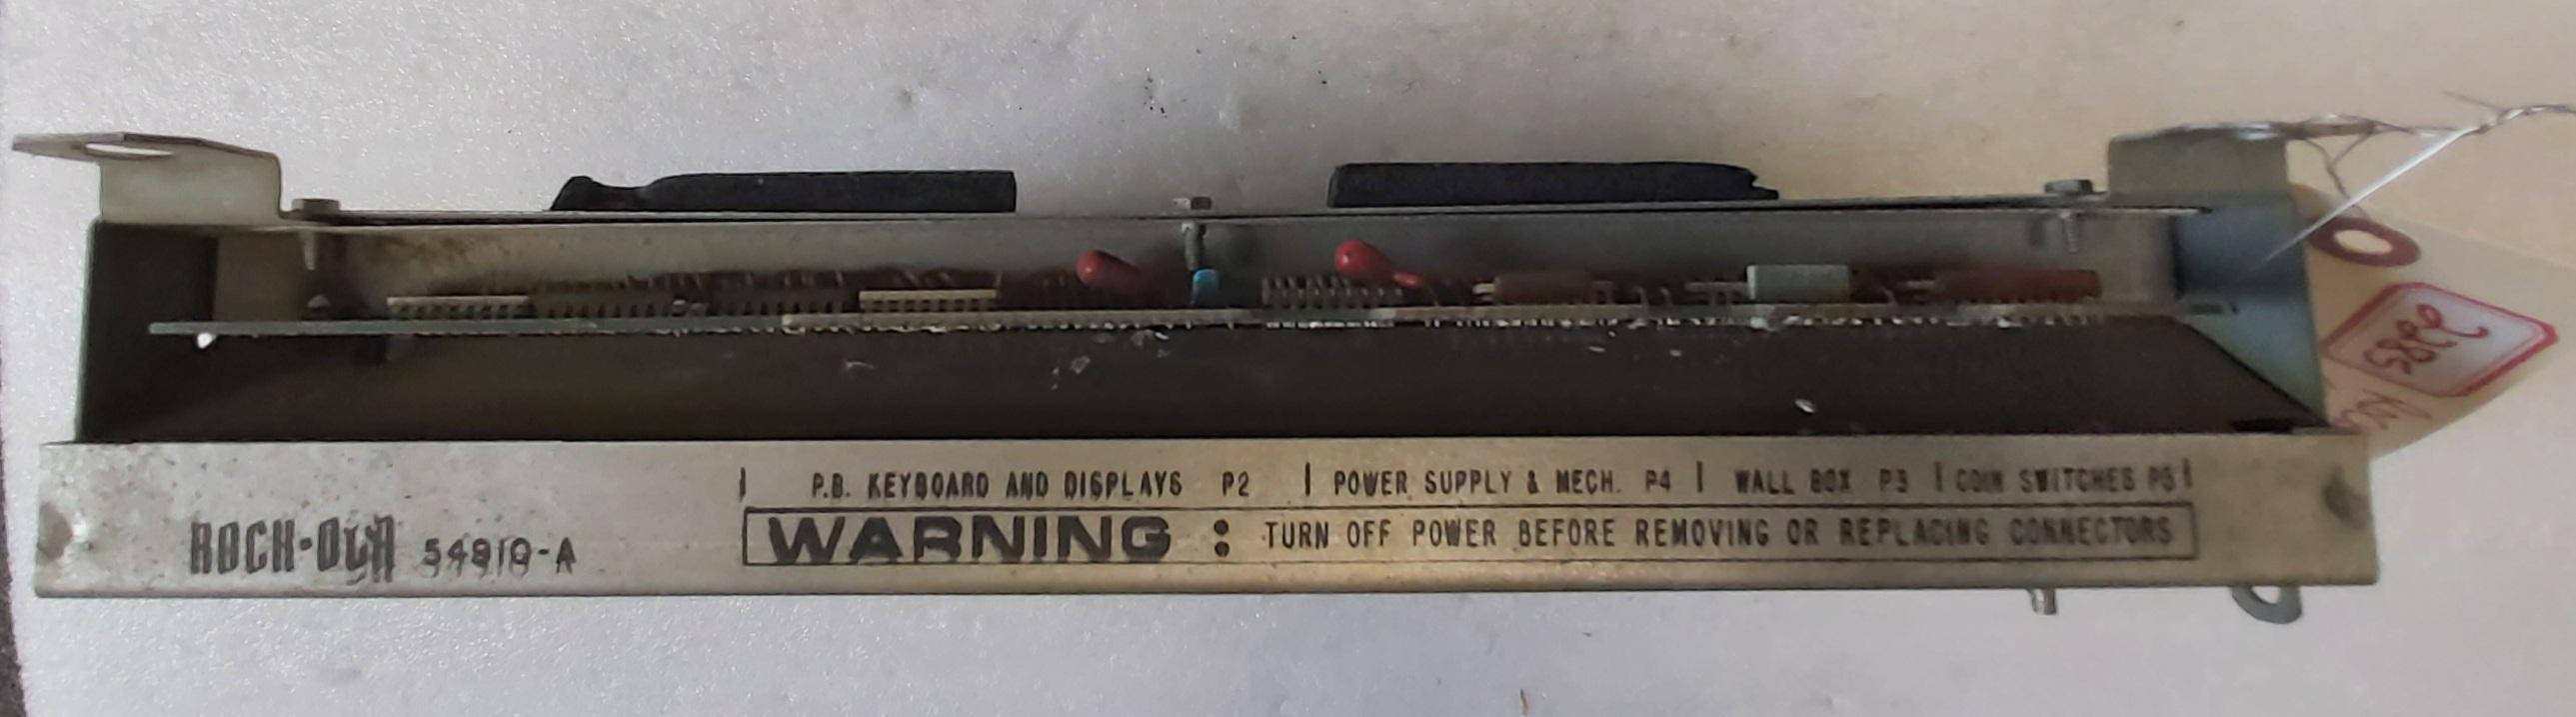 P.B. KEYBOARD AND DISPLAYS P2 | POWER SUPPLY & MECH. P4 | WALL BOX P3 | COIN SWITCHES P5
WARNING : TURN OFF POWER BEFORE REMOVING OR REPLACING CONNECTORS
ROCK-OLA 54919-A